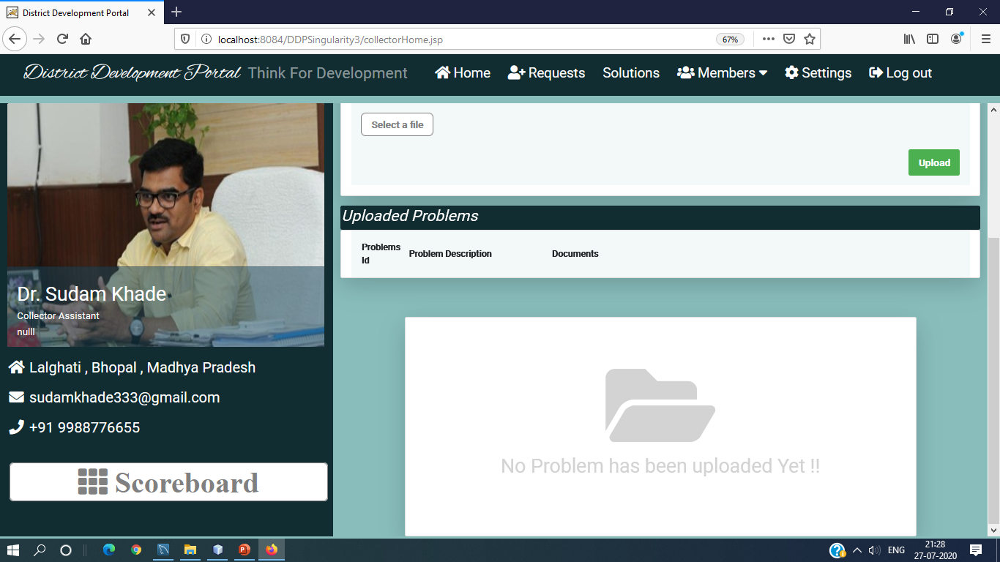 District Development Portal
localhost:8084/DDPSingularity3/collectorHome.jsp
67%
District Development Portal Think For Development
Home Requests Solutions Members Settings Log out
Select a file
Upload
Uploaded Problems
Problems Id
Problem Description
Documents
No Problem has been uploaded Yet !!
Dr. Sudam Khade
Collector Assistant
nulll
Lalghati , Bhopal , Madhya Pradesh
sudamkhade333@gmail.com
+91 9988776655
Scoreboard
ENG
21:28
27-07-2020